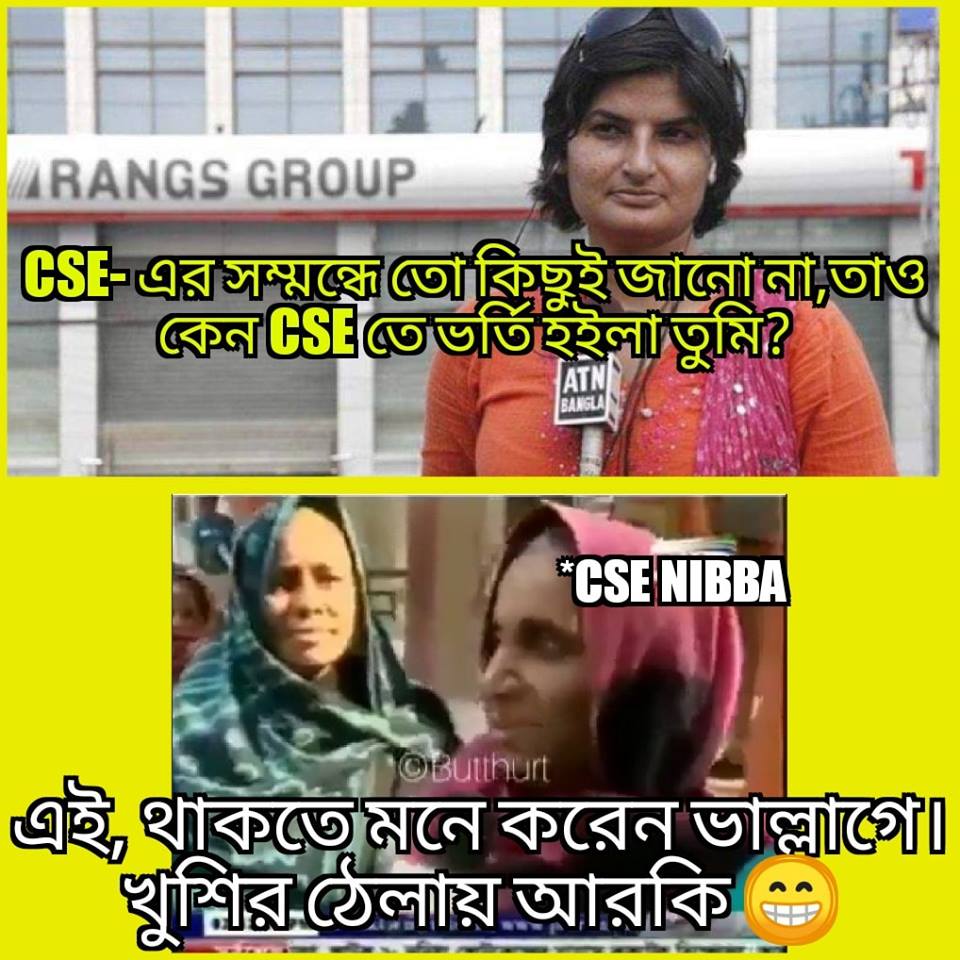 RANGS GROUP
CSE- এর সম্মন্ধে তো কিছুই জানো না,তাও
কেন CSE তে ভর্তি হইলা তুমি?
ATN
BANGLA
*CSE NIBBA
©Butthurt
এই, থাকতে মনে করেন ভাল্লাগে।
খুশির ঠেলায় আরকি😁